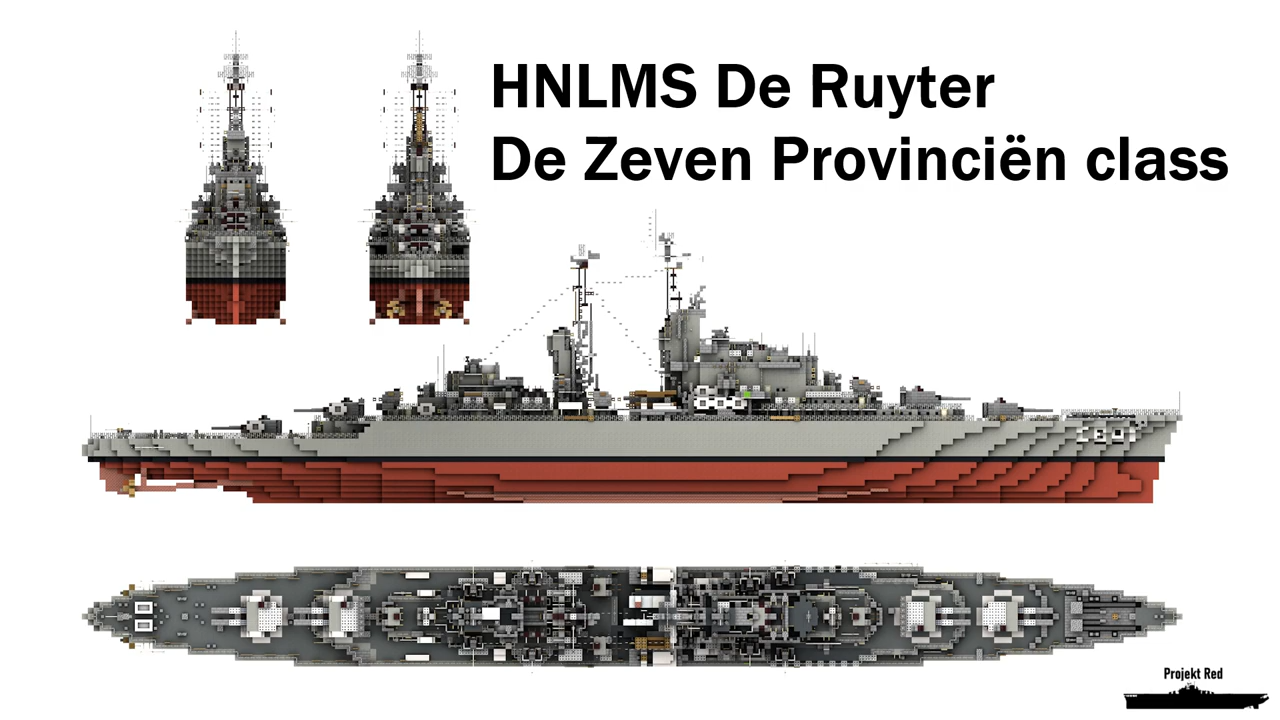 HNLMS De Ruyter
De Zeven Provinciën class
Projekt Red